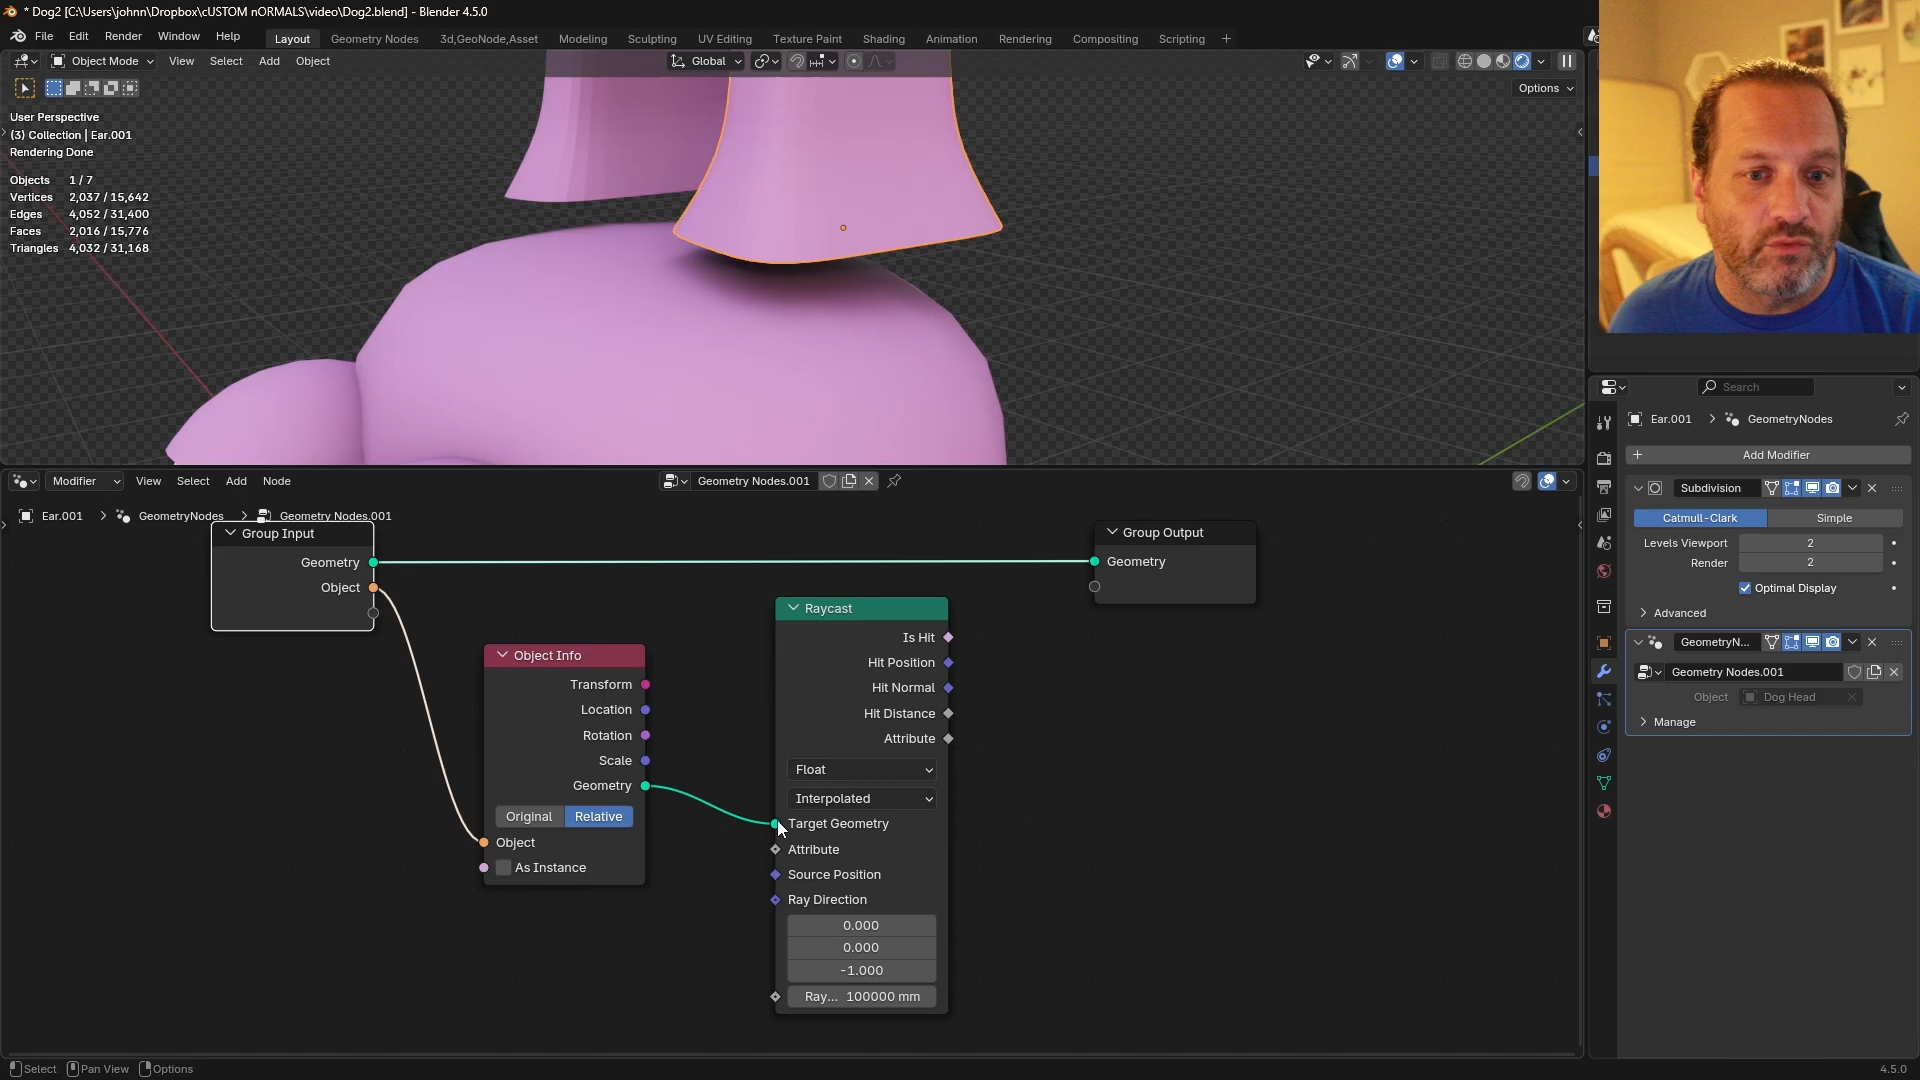 * Dog2 [C:\Users\johnn\Dropbox\cUSTOM nORMALS\video\Dog2.blend] - Blender 4.5.0
File Edit Render Window Help
Layout Geometry Nodes 3d,GeoNode,Asset Modeling Sculpting UV Editing Texture Paint Shading Animation Rendering Compositing Scripting +
Object Mode View Select Add Object Global
Options
User Perspective
(3) Collection | Ear.001
Rendering Done
Objects 1 / 7
Vertices 2,037 / 15,642
Edges 4,052 / 31,400
Faces 2,016 / 15,776
Triangles 4,032 / 31,168
Modifier View Select Add Node Geometry Nodes.001
Ear.001 > GeometryNodes > Geometry Nodes.001
Group Input
Geometry
Object
Object Info
Transform
Location
Rotation
Scale
Geometry
Original Relative
Object
As Instance
Raycast
Is Hit
Hit Position
Hit Normal
Hit Distance
Attribute
Float
Interpolated
Target Geometry
Attribute
Source Position
Ray Direction
0.000
0.000
-1.000
Ray... 100000 mm
Group Output
Geometry
Search
Ear.001 > GeometryNodes
+ Add Modifier
Subdivision
Catmull-Clark Simple
Levels Viewport 2
Render 2
Optimal Display
Advanced
GeometryN...
Geometry Nodes.001
Object Dog Head
Manage
Select Pan View Options
4.5.0